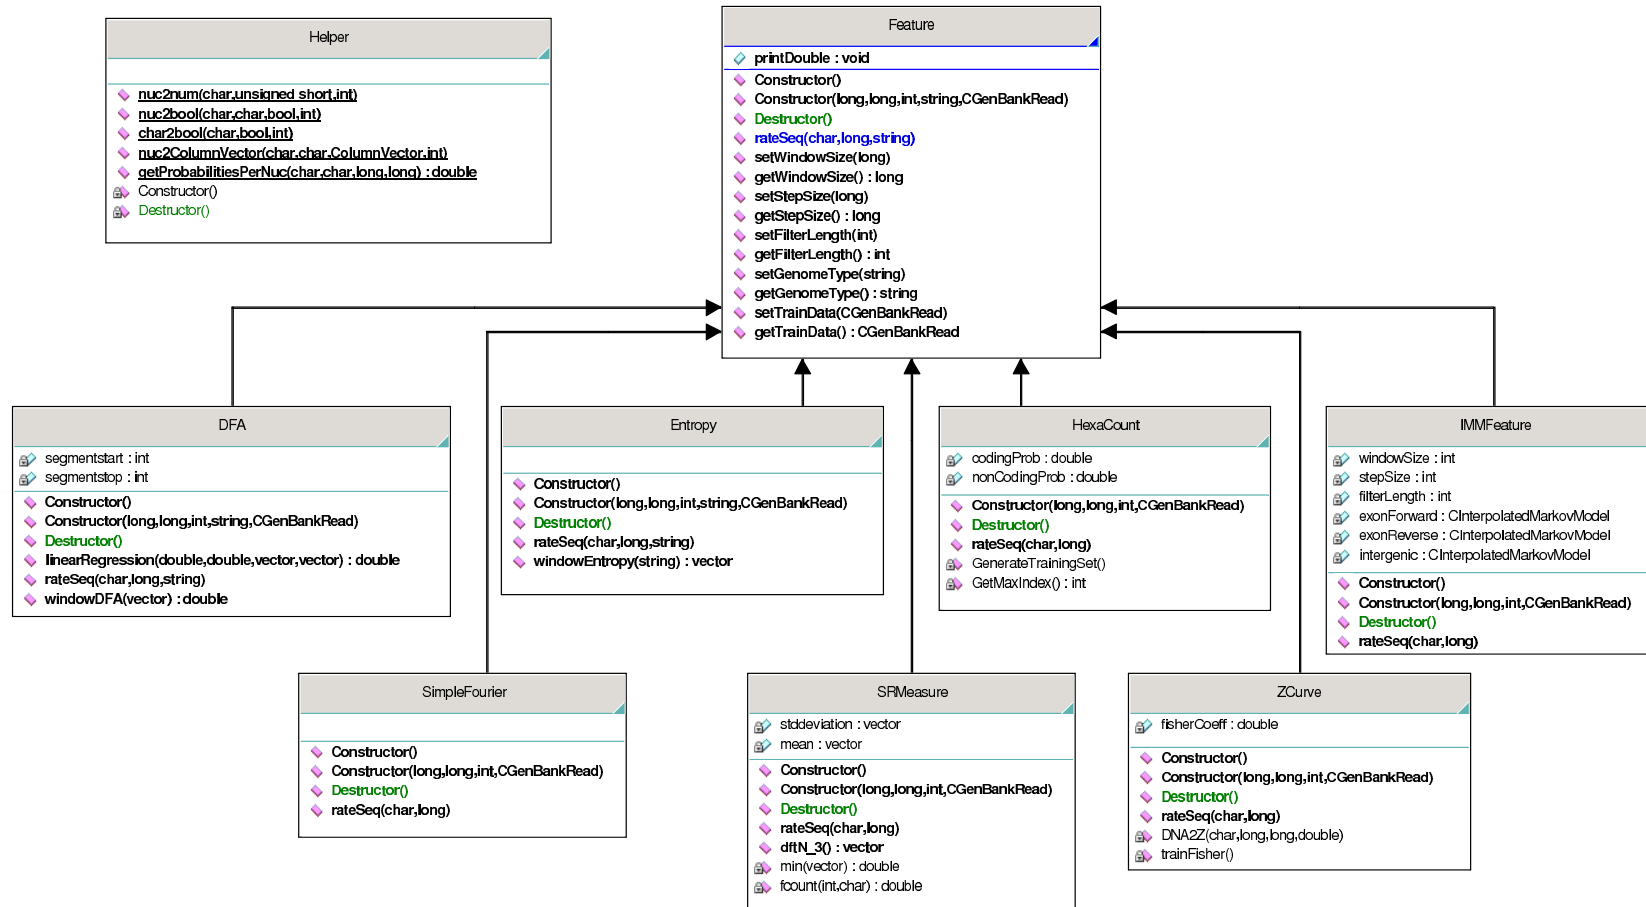 Helper
nuc2num(char,unsigned short,int)
nuc2bool(char,char,bool,int)
char2bool(char,bool,int)
nuc2ColumnVector(char,char,ColumnVector,int)
getProbabilitiesPerNuc(char,char,long,long) : double
Constructor()
Destructor()
Feature
printDouble : void
Constructor()
Constructor(long,long,int,string,CGenBankRead)
Destructor()
rateSeq(char,long,string)
setWindowSize(long)
getWindowSize() : long
setStepSize(long)
getStepSize() : long
setFilterLength(int)
getFilterLength() : int
setGenomeType(string)
getGenomeType() : string
setTrainData(CGenBankRead)
getTrainData() : CGenBankRead
DFA
segmentstart : int
segmentstop : int
Constructor()
Constructor(long,long,int,string,CGenBankRead)
Destructor()
linearRegression(double,double,vector,vector) : double
rateSeq(char,long,string)
windowDFA(vector) : double
Entropy
Constructor()
Constructor(long,long,int,string,CGenBankRead)
Destructor()
rateSeq(char,long,string)
windowEntropy(string) : vector
HexaCount
codingProb : double
nonCodingProb : double
Constructor(long,long,int,CGenBankRead)
Destructor()
rateSeq(char,long)
GenerateTrainingSet()
GetMaxIndex() : int
IMMFeature
windowSize : int
stepSize : int
filterLength : int
exonForward : CInterpolatedMarkovModel
exonReverse : CInterpolatedMarkovModel
intergenic : CInterpolatedMarkovModel
Constructor()
Constructor(long,long,int,CGenBankRead)
Destructor()
rateSeq(char,long)
SimpleFourier
Constructor()
Constructor(long,long,int,CGenBankRead)
Destructor()
rateSeq(char,long)
SRMeasure
stddeviation : vector
mean : vector
Constructor()
Constructor(long,long,int,CGenBankRead)
Destructor()
rateSeq(char,long)
dftN_3() : vector
min(vector) : double
fcount(int,char) : double
ZCurve
fisherCoeff : double
Constructor()
Constructor(long,long,int,CGenBankRead)
Destructor()
rateSeq(char,long)
DNA2Z(char,long,long,double)
trainFisher()